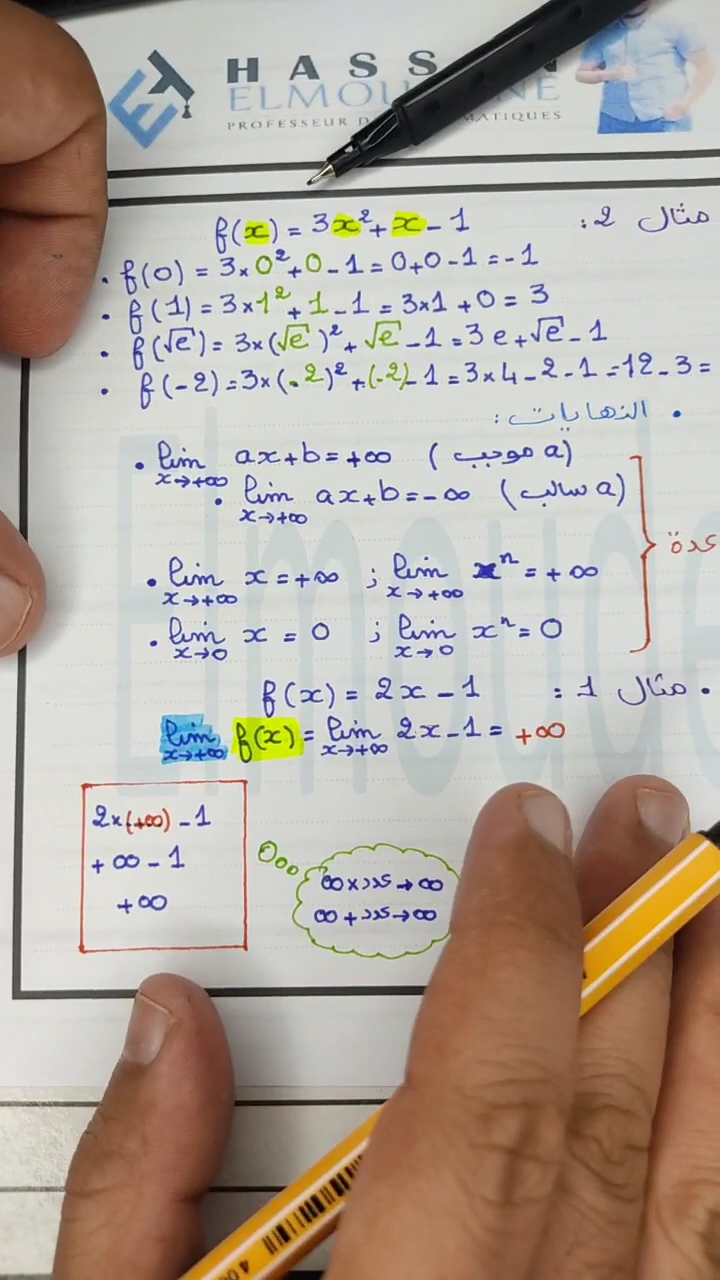 HASS N
ELMOU NE
PROFESSEUR D MATIQUES
مثال 2 : f(x) = 3x² + x - 1
• f(0) = 3×0² + 0 - 1 = 0+0-1 = -1
• f(1) = 3×1² + 1 - 1 = 3×1 + 0 = 3
• f(√e) = 3×(√e)² + √e - 1 = 3e + √e - 1
• f(-2) = 3×(-2)² + (-2) - 1 = 3×4 - 2 - 1 = 12 - 3 =
• النهايات :
• lim x→+∞ ax+b = +∞ (a موجب)
• lim x→+∞ ax+b = -∞ (a سالب)
• lim x→+∞ x = +∞ ; lim x→+∞ xⁿ = +∞
• lim x→0 x = 0 ; lim x→0 xⁿ = 0
• مثال 1 : f(x) = 2x - 1
lim x→+∞ f(x) = lim x→+∞ 2x - 1 = +∞
2×(+∞) - 1
+∞ - 1
+∞
∞ × عدد → ∞
∞ + عدد → ∞
Elmoude